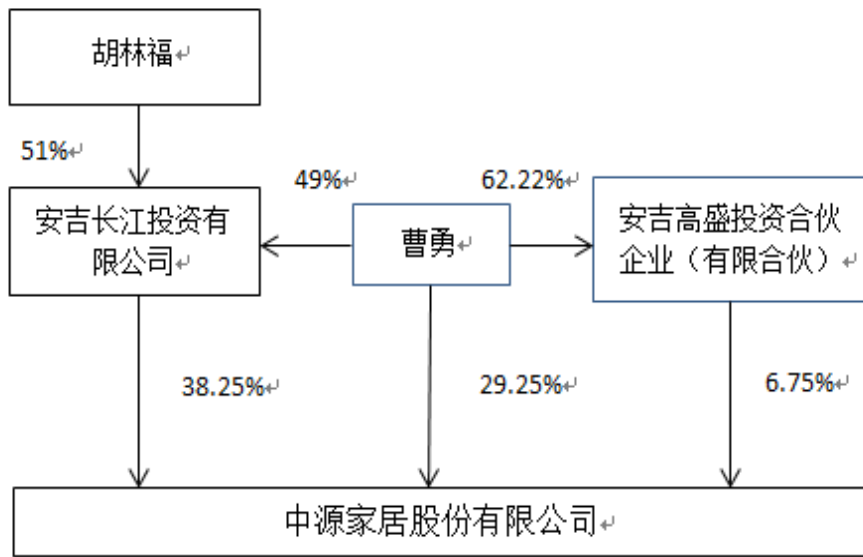 胡林福
51%
49%
62.22%
安吉长江投资有
限公司
曹勇
安吉高盛投资合伙
企业（有限合伙）
38.25%
29.25%
6.75%
中源家居股份有限公司